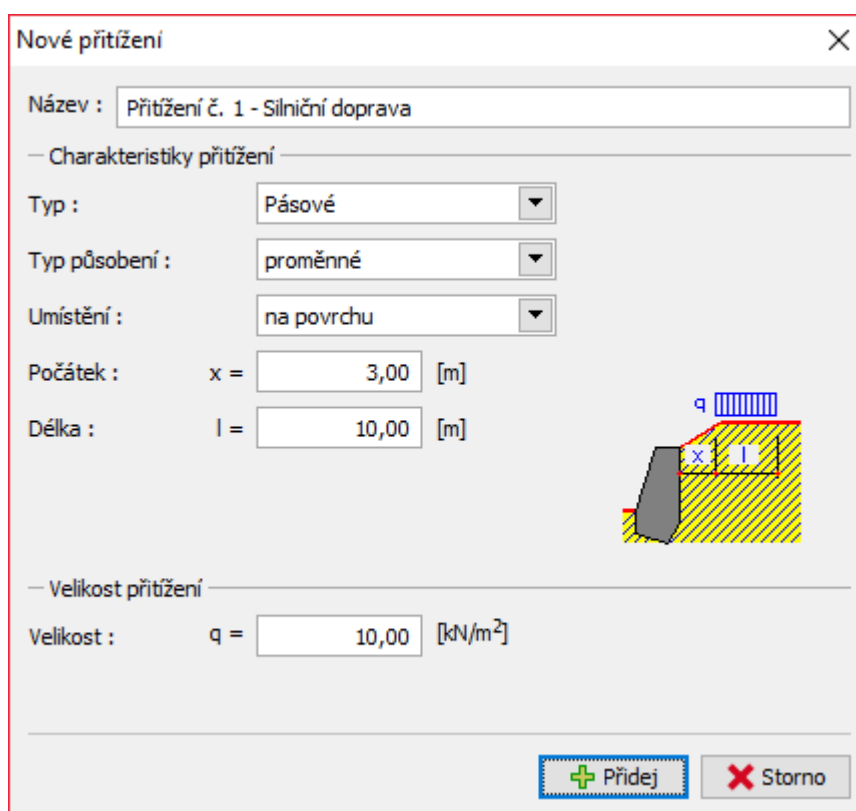 Nové přitížení
Název : Přitížení č. 1 - Silniční doprava
Charakteristiky přitížení
Typ : Pásové
Typ působení : proměnné
Umístění : na povrchu
Počátek : x = 3,00 [m]
Délka : l = 10,00 [m]
q
x l
Velikost přitížení
Velikost : q = 10,00 [kN/m²]
Přidej Storno